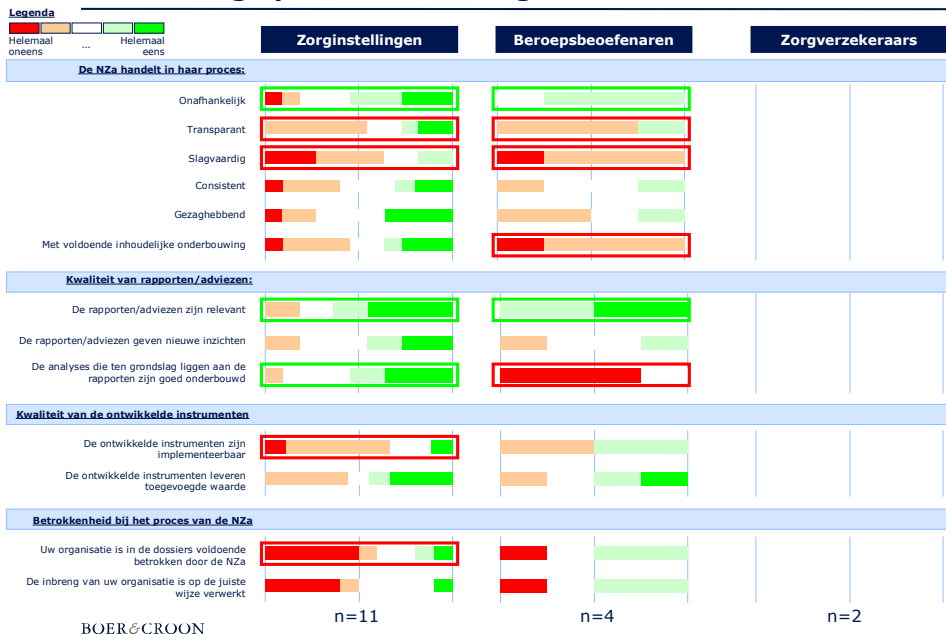 Legenda
Helemaal oneens
...
Helemaal eens
Zorginstellingen
Beroepsbeoefenaren
Zorgverzekeraars
De NZa handelt in haar proces:
Onafhankelijk
Transparant
Slagvaardig
Consistent
Gezaghebbend
Met voldoende inhoudelijke onderbouwing
Kwaliteit van rapporten/adviezen:
De rapporten/adviezen zijn relevant
De rapporten/adviezen geven nieuwe inzichten
De analyses die ten grondslag liggen aan de
rapporten zijn goed onderbouwd
Kwaliteit van de ontwikkelde instrumenten
De ontwikkelde instrumenten zijn
implementeerbaar
De ontwikkelde instrumenten leveren
toegevoegde waarde
Betrokkenheid bij het proces van de NZa
Uw organisatie is in de dossiers voldoende
betrokken door de NZa
De inbreng van uw organisatie is op de juiste
wijze verwerkt
n=11
n=4
n=2
BOER&CROON